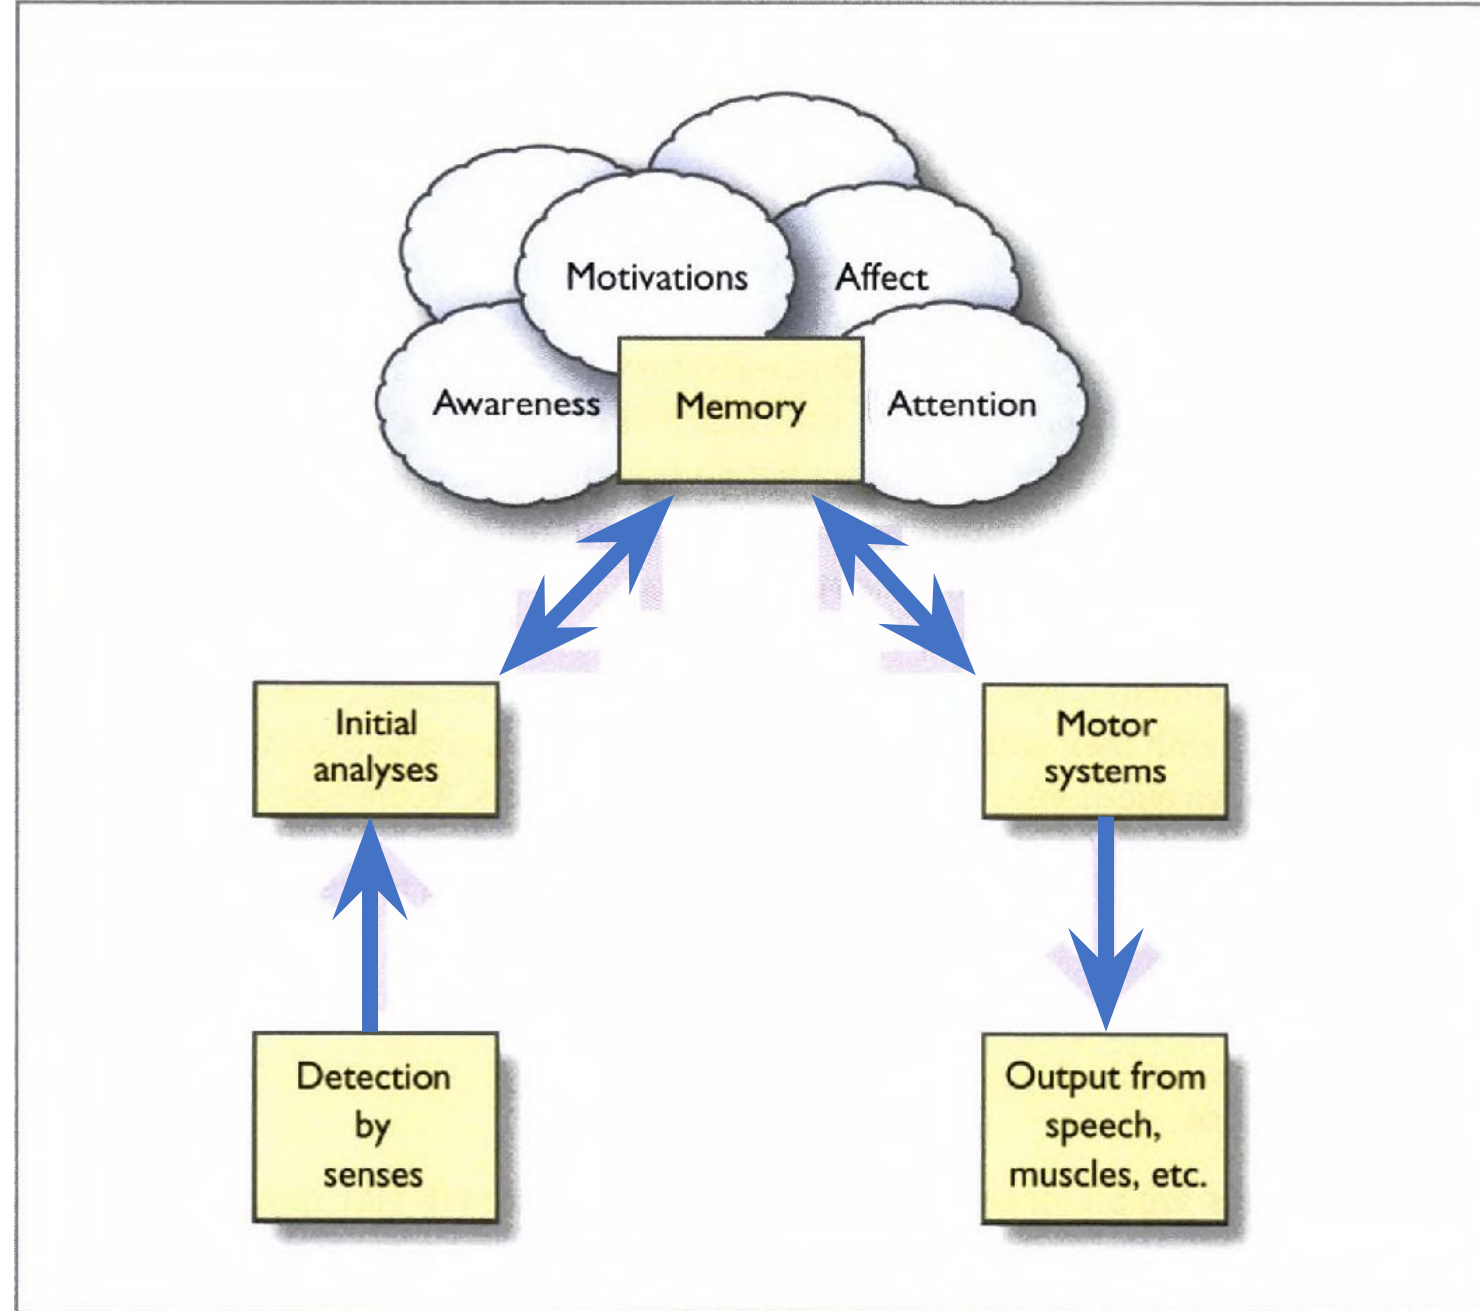 Motivations
Affect
Awareness
Memory
Attention
Initial
analyses
Motor
systems
Detection
by
senses
Output from
speech,
muscles, etc.